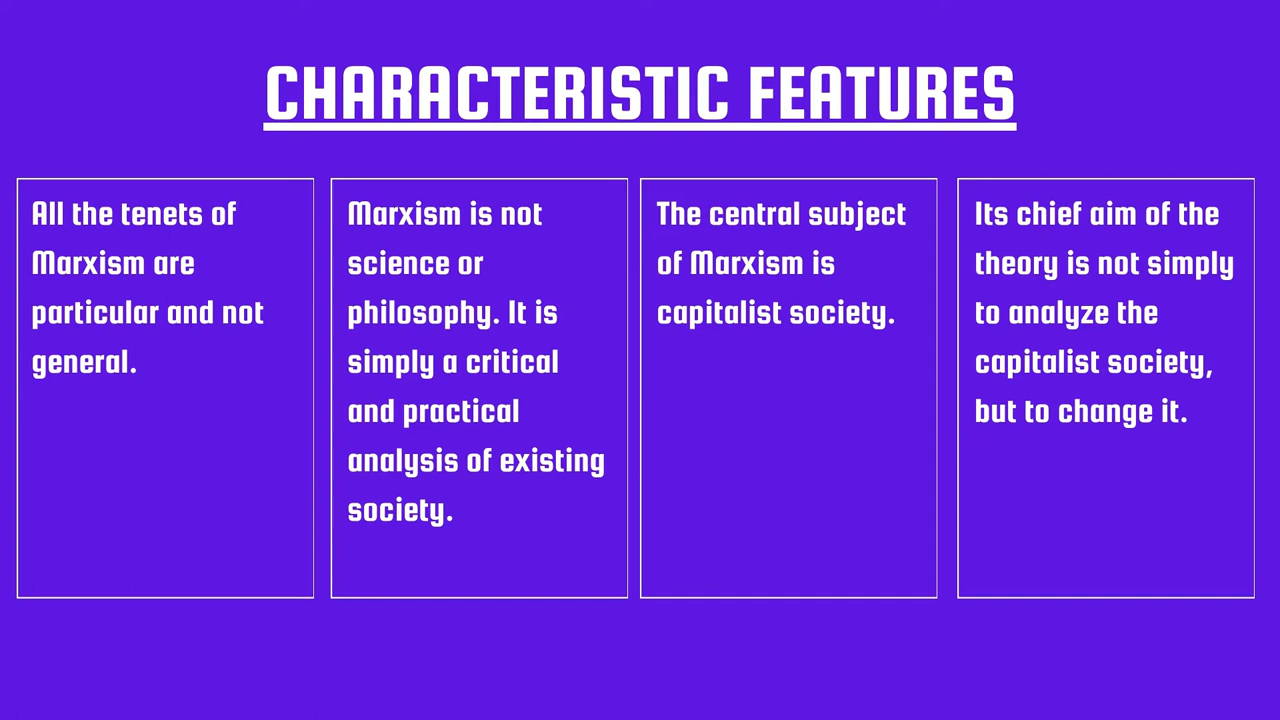 CHARACTERISTIC FEATURES
All the tenets of
Marxism are
particular and not
general.
Marxism is not
science or
philosophy. It is
simply a critical
and practical
analysis of existing
society.
The central subject
of Marxism is
capitalist society.
Its chief aim of the
theory is not simply
to analyze the
capitalist society,
but to change it.